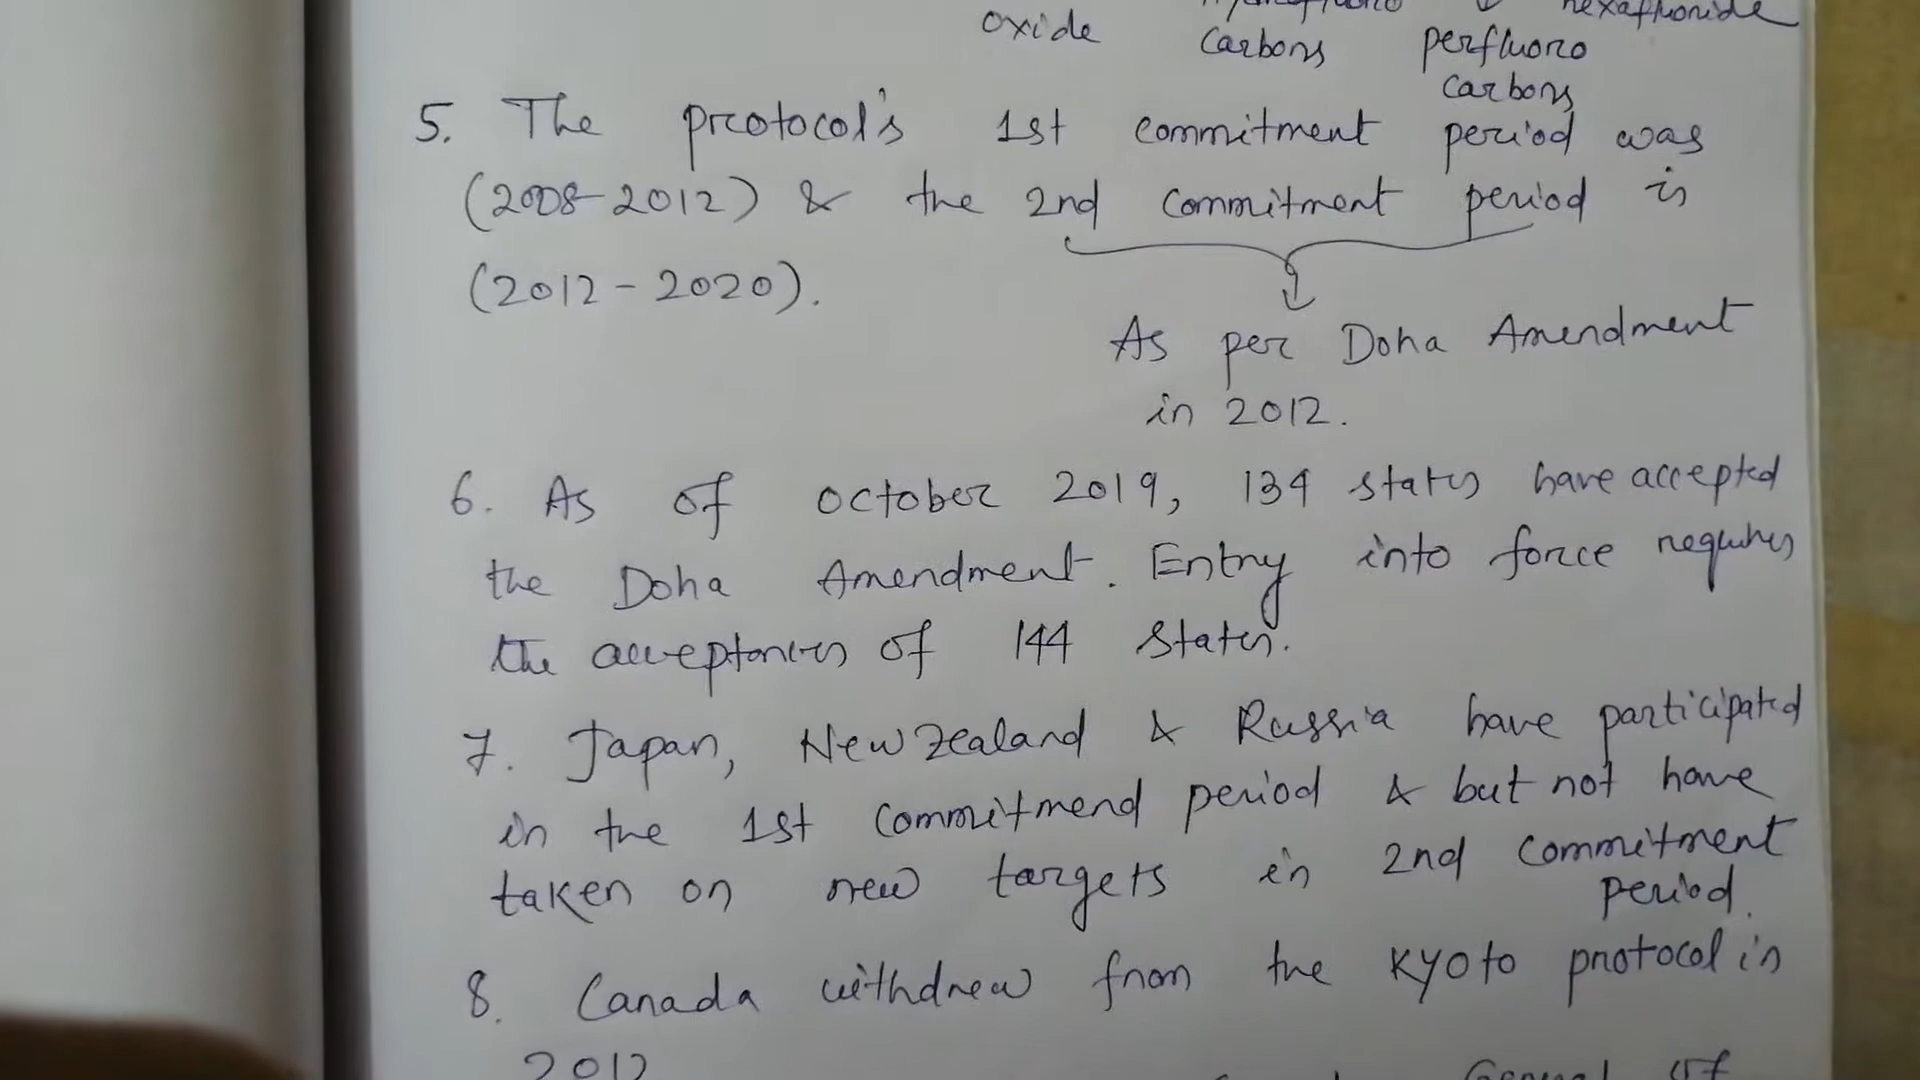 hexafluoride
oxide carbons perfluoro
carbons
5. The protocol's 1st commitment period was
(2008-2012) & the 2nd commitment period is
(2012-2020).
As per Doha Amendment
in 2012.
6. As of october 2019, 134 states have accepted
the Doha Amendment. Entry into force requires
the acceptances of 144 states.
7. Japan, New Zealand & Russia have participated
in the 1st commitmend period & but not have
taken on new targets in 2nd commitment
period.
8. Canada withdrew from the Kyoto protocol in
2012